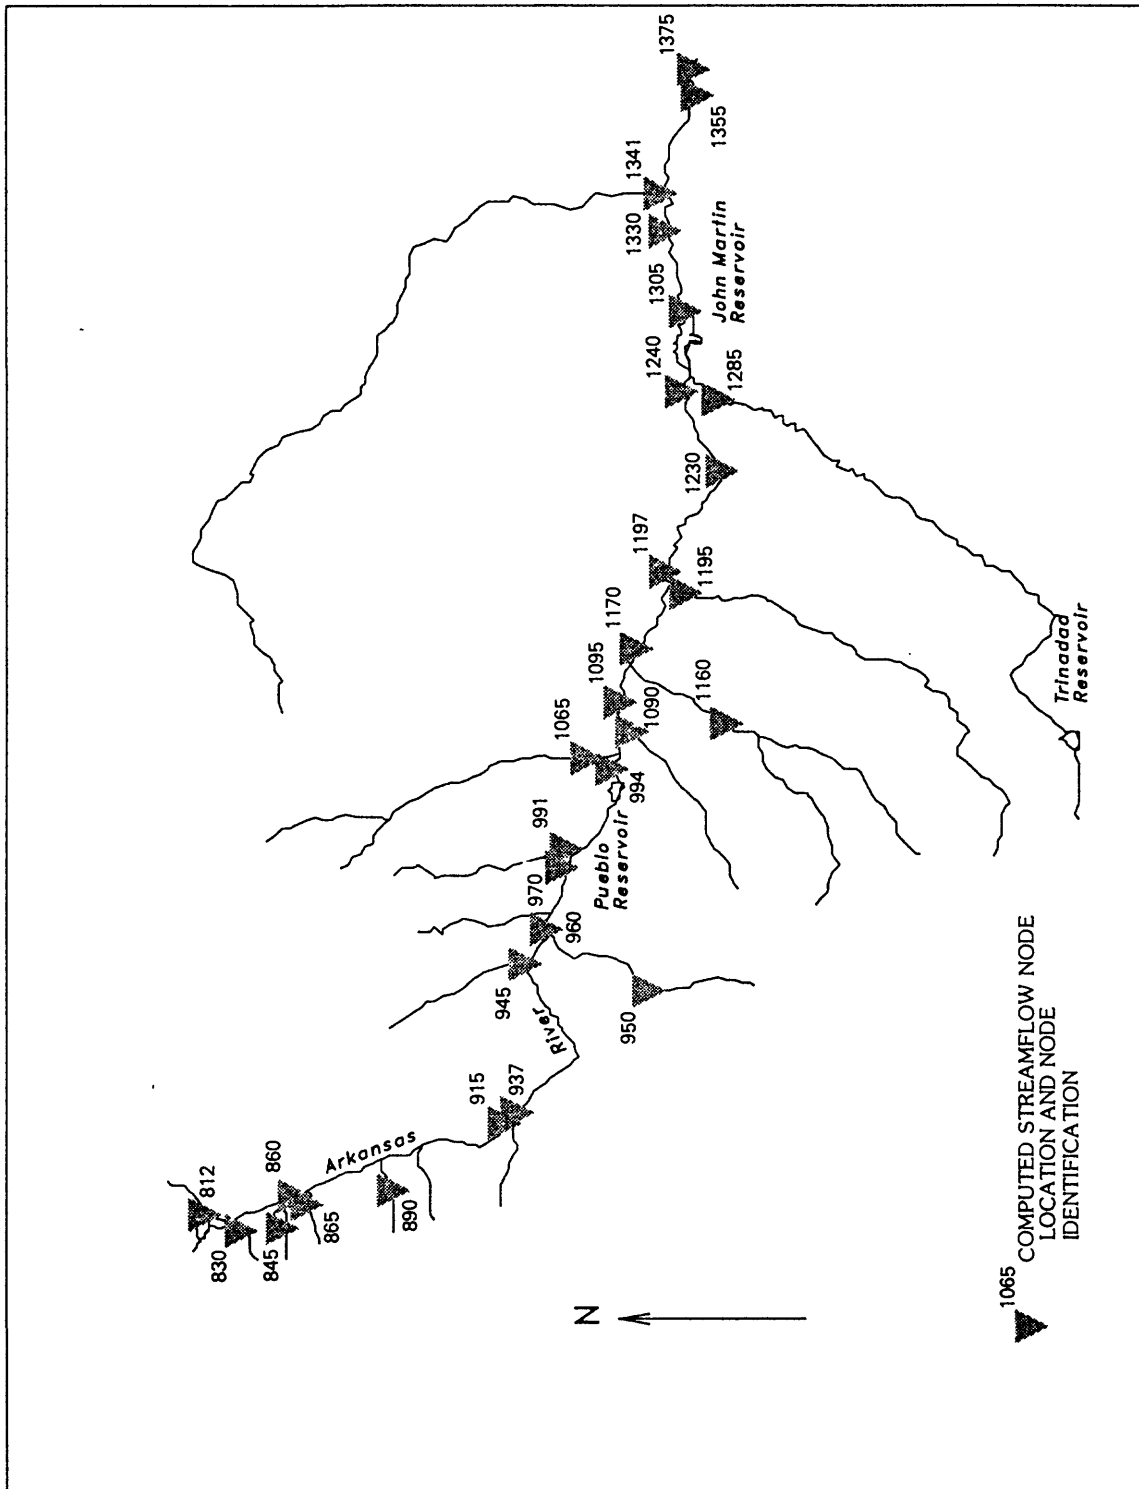 812
830
845
860
865
Arkansas
890
915
937
River
945
950
960
970
991
Pueblo
Reservoir
994
1065
1090
1095
1160
1170
1195
1197
1230
1240
1285
1305
John Martin
Reservoir
1330
1341
1355
1375
Trinadad
Reservoir
N
1065
COMPUTED STREAMFLOW NODE
LOCATION AND NODE
IDENTIFICATION